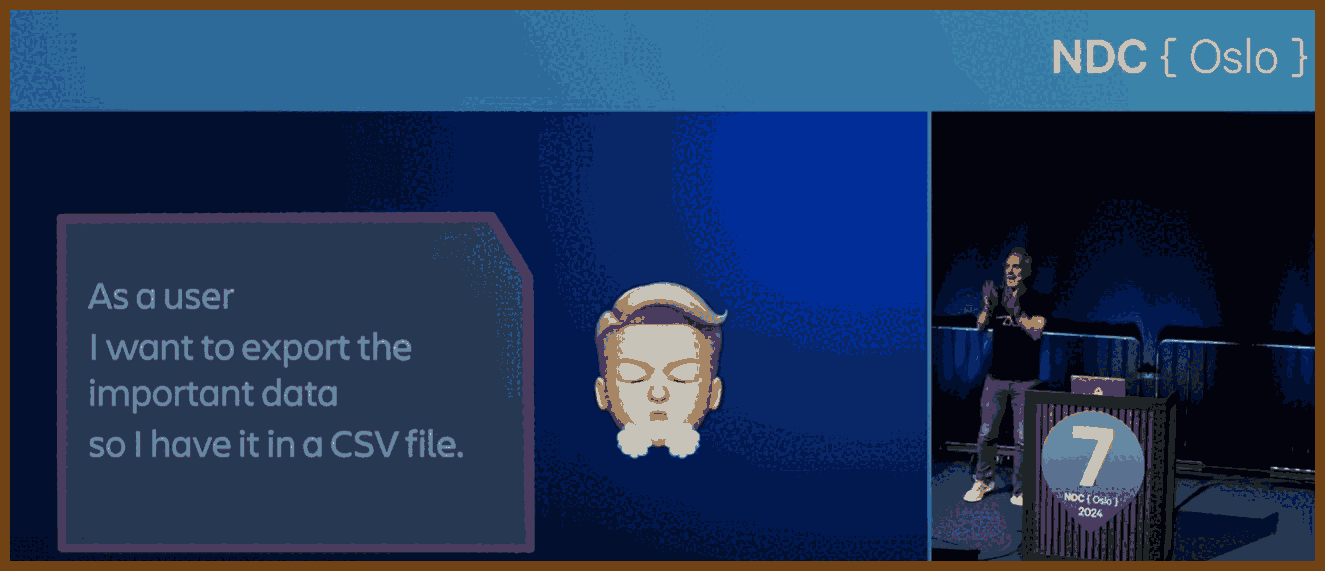 NDC { Oslo }
As a user
I want to export the
important data
so I have it in a CSV file.
7
NDC { Oslo }
2024